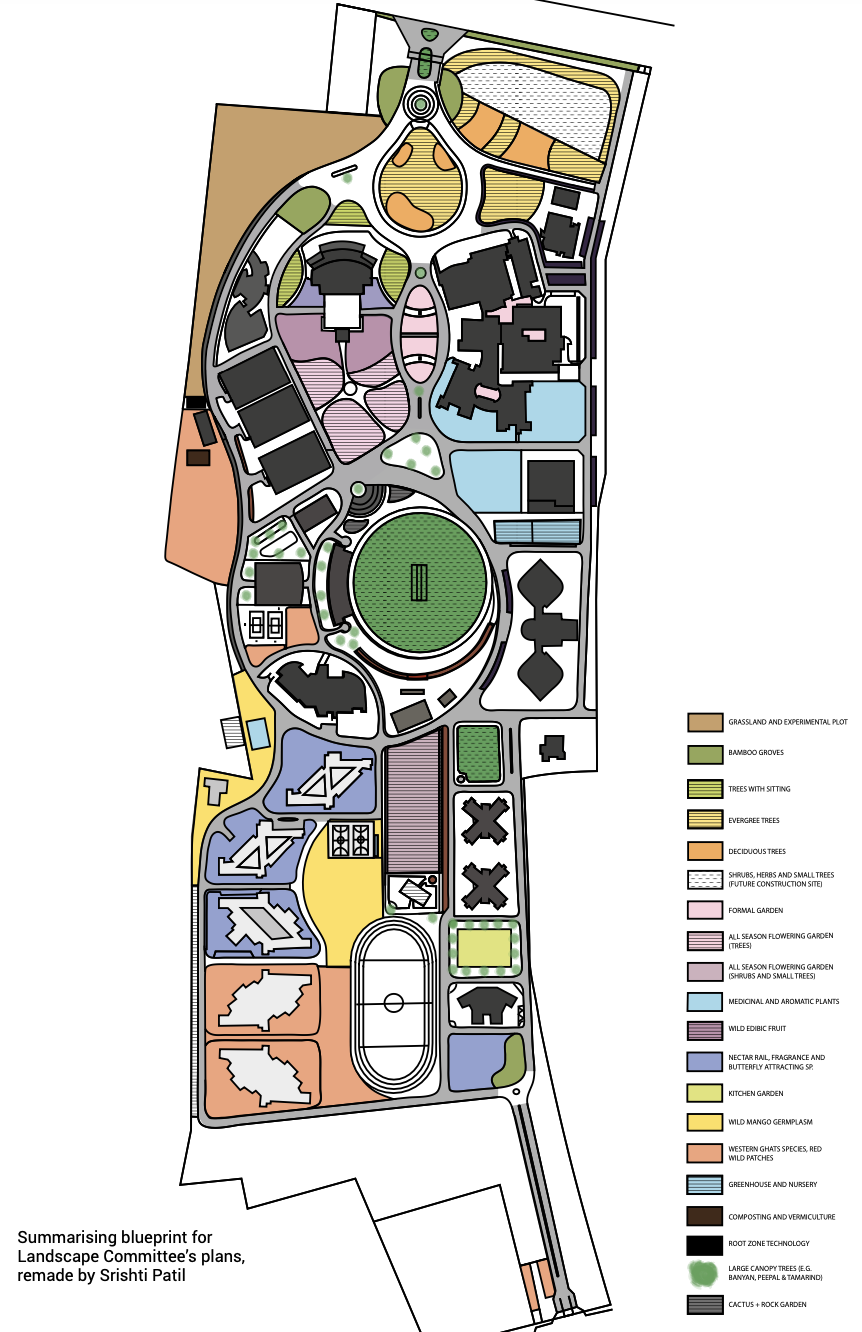 GRASSLAND AND EXPERIMENTAL PLOT
BAMBOO GROVES
TREES WITH SITTING
EVERGREE TREES
DECIDUOUS TREES
SHRUBS, HERBS AND SMALL TREES
(FUTURE CONSTRUCTION SITE)
FORMAL GARDEN
ALL SEASON FLOWERING GARDEN
(TREES)
ALL SEASON FLOWERING GARDEN
(SHRUBS AND SMALL TREES)
MEDICINAL AND AROMATIC PLANTS
WILD EDIBIC FRUIT
NECTAR RAIL, FRAGRANCE AND
BUTTERFLY ATTRACTING SP.
KITCHEN GARDEN
WILD MANGO GERMPLASM
WESTERN GHATS SPECIES, RED
WILD PATCHES
GREENHOUSE AND NURSERY
COMPOSTING AND VERMICULTURE
ROOT ZONE TECHNOLOGY
LARGE CANOPY TREES (E.G.
BANYAN, PEEPAL & TAMARIND)
CACTUS + ROCK GARDEN
Summarising blueprint for
Landscape Committee's plans,
remade by Srishti Patil